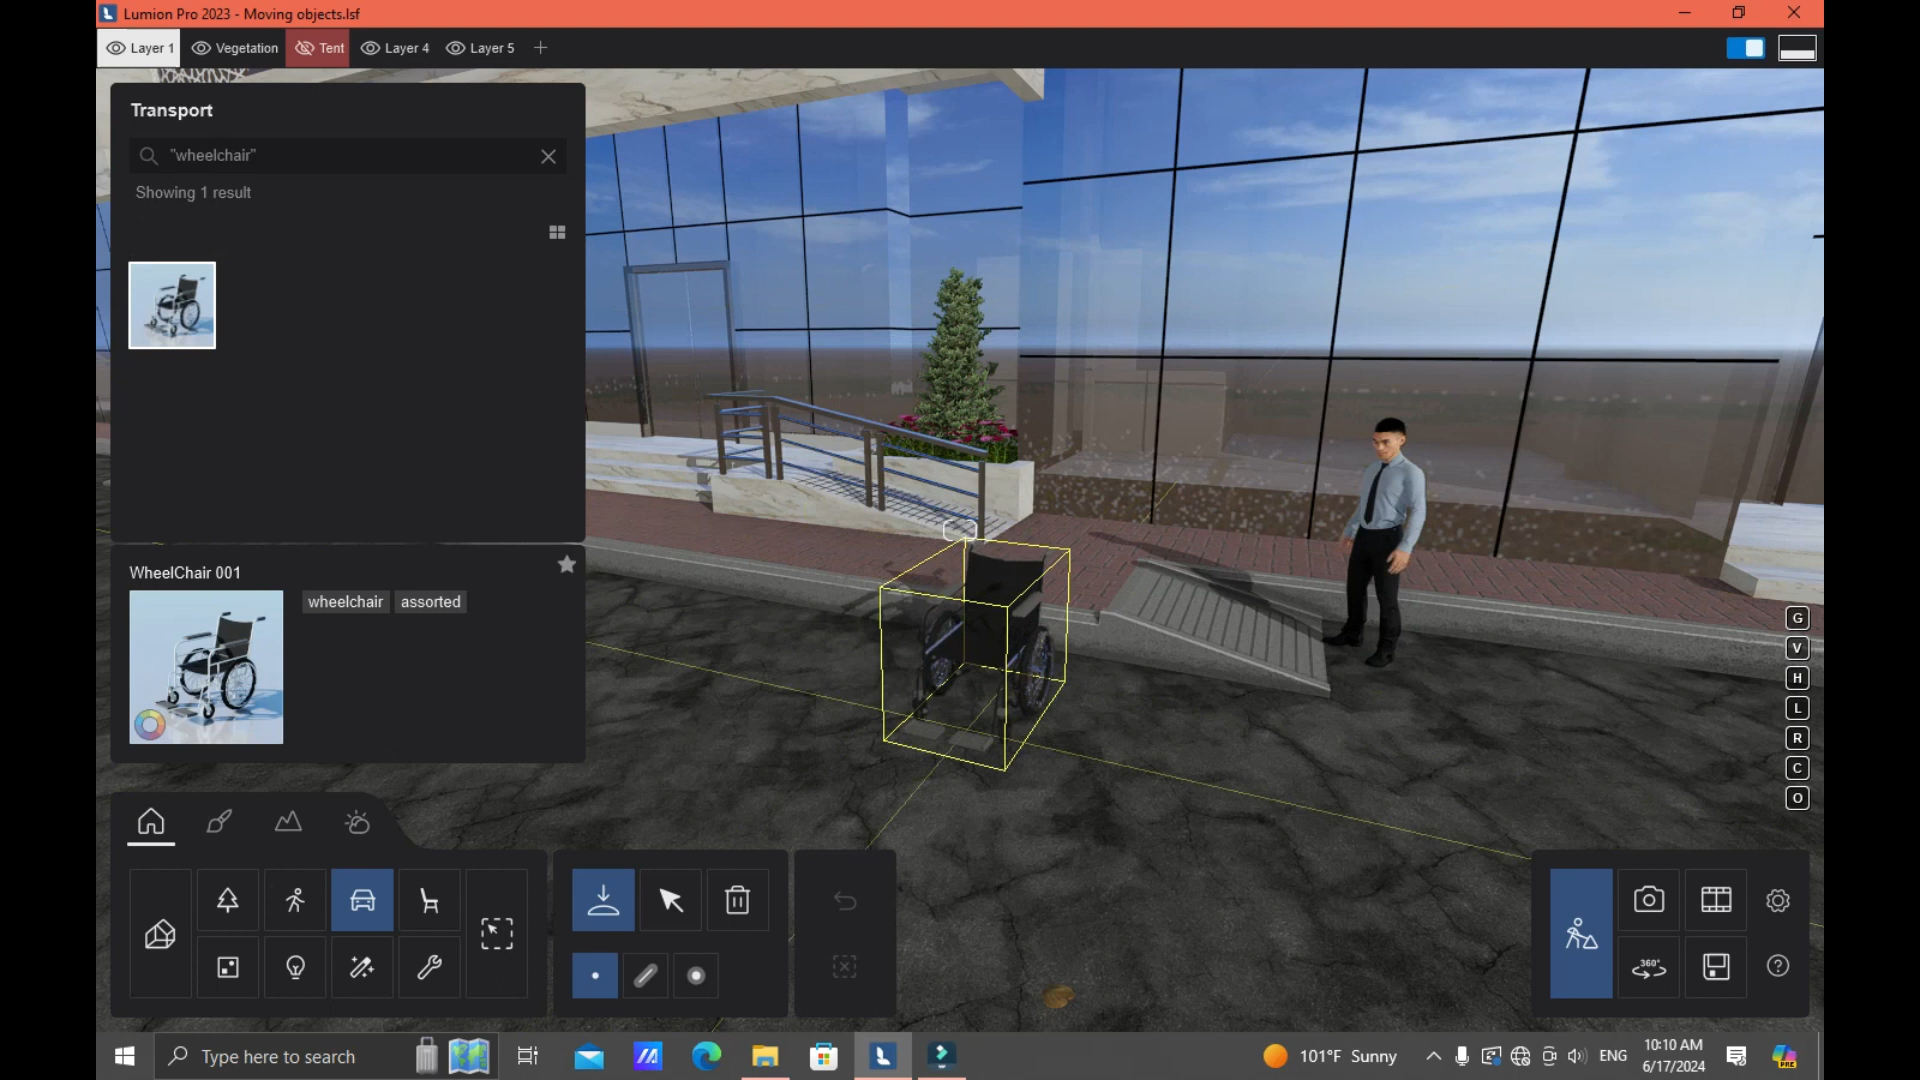 Lumion Pro 2023 - Moving objects.lsf
Layer 1
Vegetation
Tent
Layer 4
Layer 5
Transport
"wheelchair"
Showing 1 result
WheelChair 001
wheelchair
assorted
G
V
H
L
R
C
O
360°
Type here to search
101°F Sunny
ENG
10:10 AM
6/17/2024
PRE